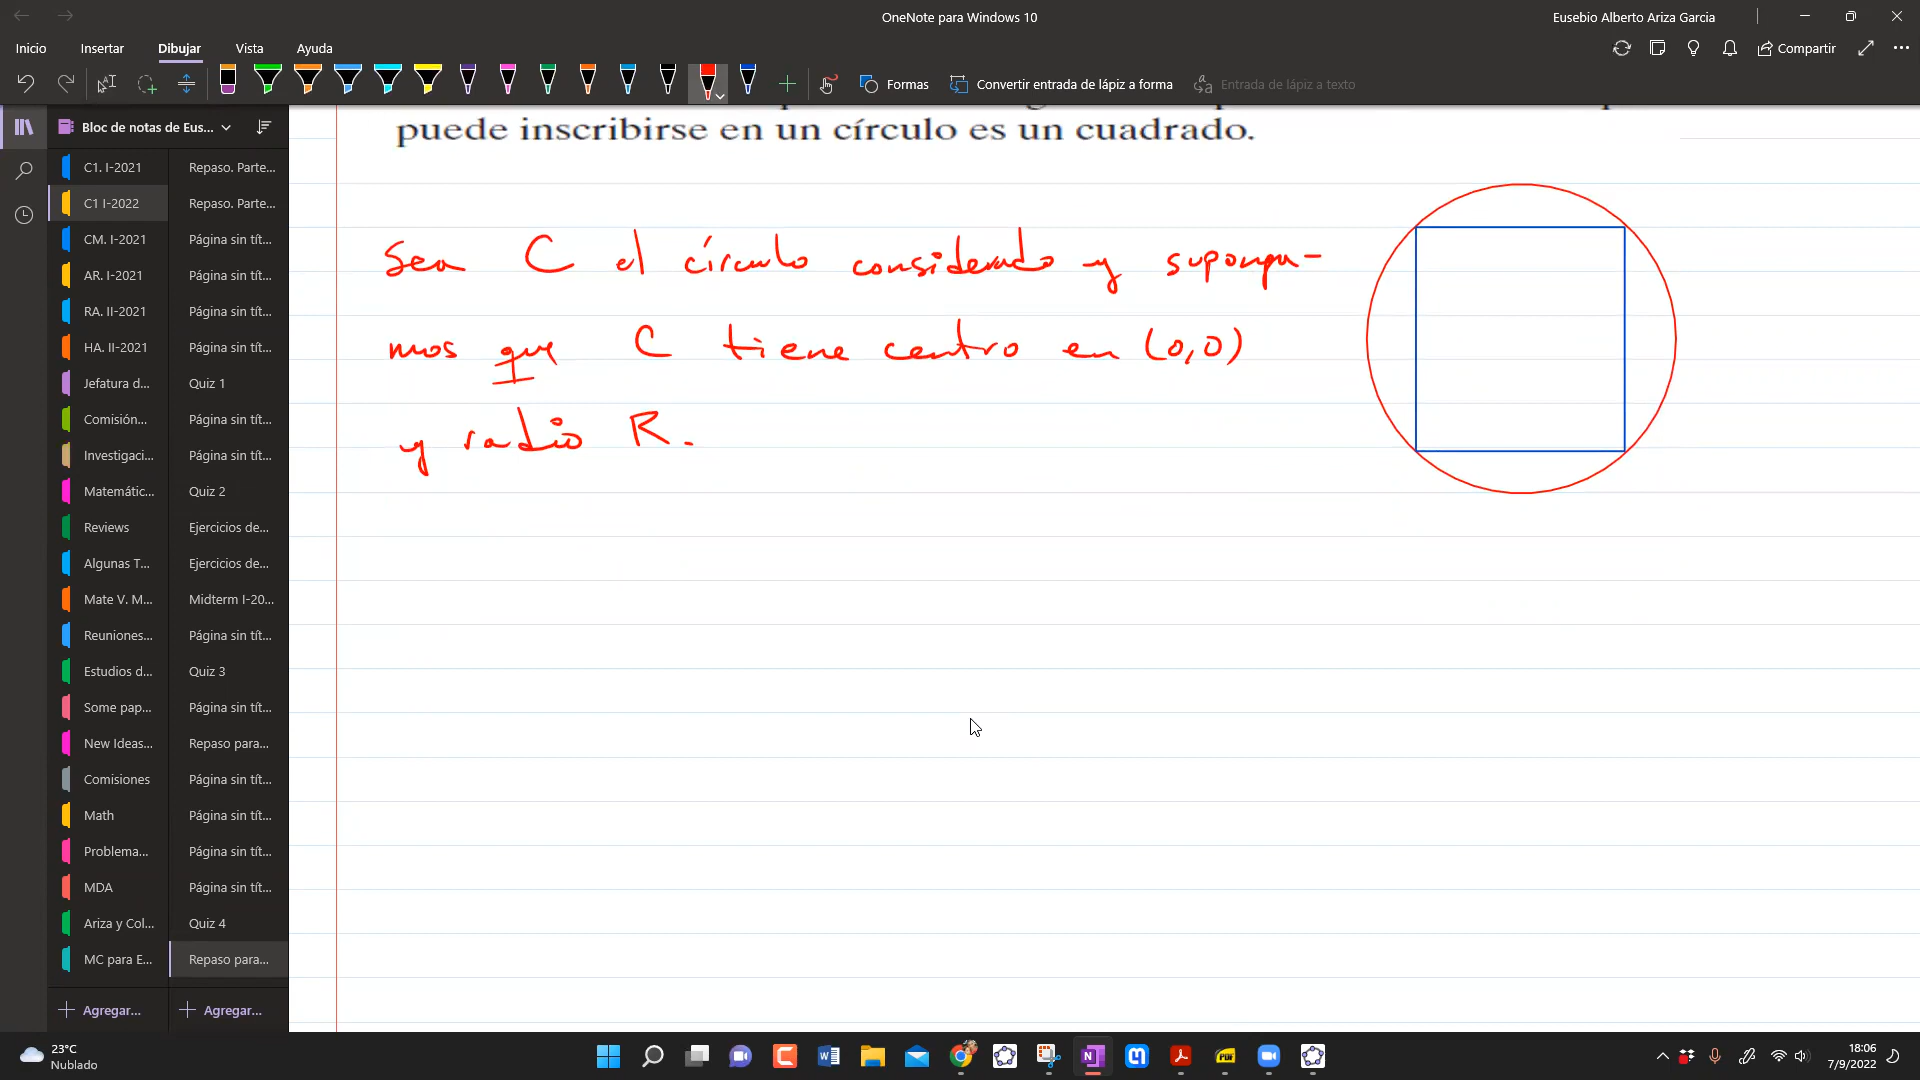 OneNote para Windows 10
Eusebio Alberto Ariza Garcia
Inicio
Insertar
Dibujar
Vista
Ayuda
Compartir
Formas
Convertir entrada de lápiz a forma
Entrada de lápiz a texto
Bloc de notas de Eus...
C1. I-2021
Repaso. Parte...
C1 I-2022
Repaso. Parte...
CM. I-2021
Página sin tít...
AR. I-2021
Página sin tít...
RA. II-2021
Página sin tít...
HA. II-2021
Página sin tít...
Jefatura d...
Quiz 1
Comisión...
Página sin tít...
Investigaci...
Página sin tít...
Matemátic...
Quiz 2
Reviews
Ejercicios de...
Algunas T...
Ejercicios de...
Mate V. M...
Midterm I-20...
Reuniones...
Página sin tít...
Estudios d...
Quiz 3
Some pap...
Página sin tít...
New Ideas...
Repaso para...
Comisiones
Página sin tít...
Math
Página sin tít...
Problema...
Página sin tít...
MDA
Página sin tít...
Ariza y Col...
Quiz 4
MC para E...
Repaso para...
Agregar...
Agregar...
puede inscribirse en un círculo es un cuadrado.
Sea C el círculo considerado y suponga-
mos que C tiene centro en (0,0)
y radio R.
23°C
Nublado
18:06
7/9/2022